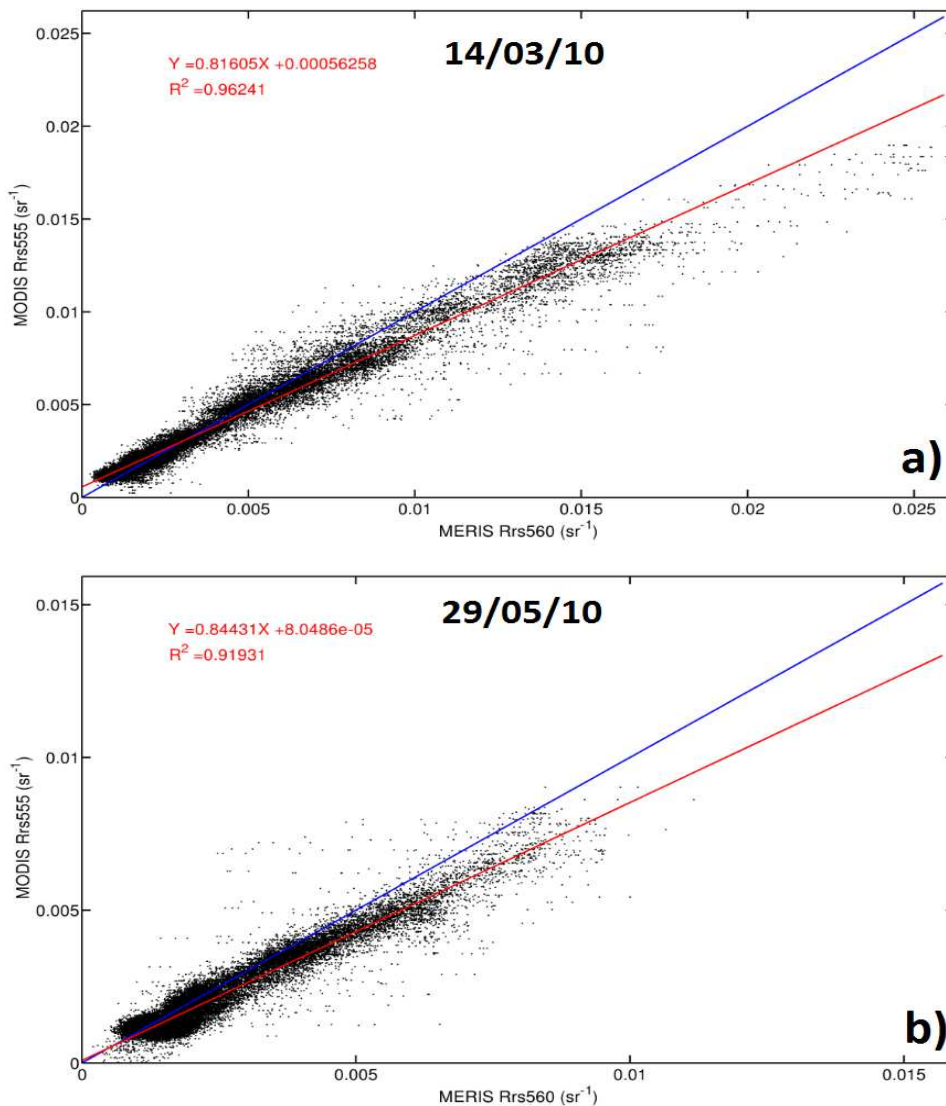 14/03/10
Y =0.81605X +0.00056258
R² =0.96241
0.025
0.02
0.015
0.01
0.005
0
MODIS Rrs555 (sr⁻¹)
a)
0 0.005 0.01 0.015 0.02 0.025
MERIS Rrs560 (sr⁻¹)
29/05/10
Y =0.84431X +8.0486e-05
R² =0.91931
0.015
0.01
0.005
0
MODIS Rrs555 (sr⁻¹)
b)
0 0.005 0.01 0.015
MERIS Rrs560 (sr⁻¹)